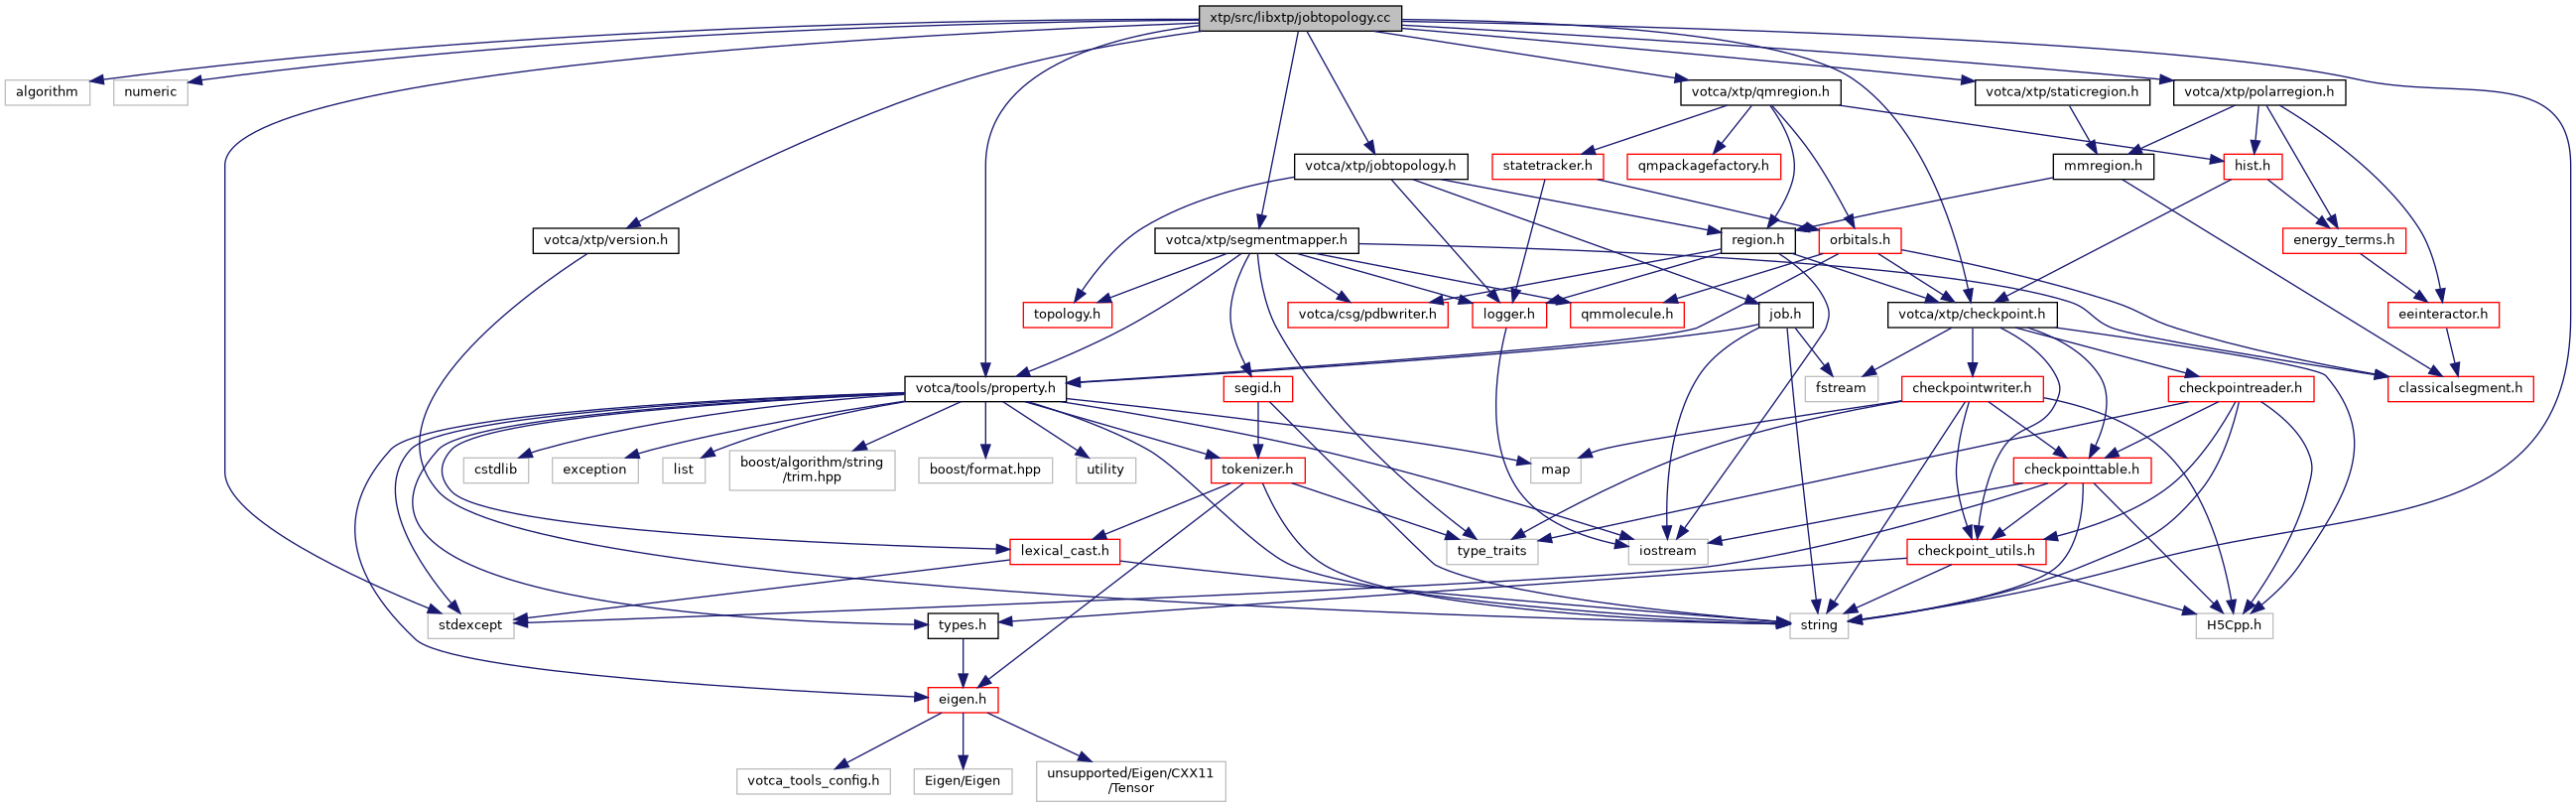 xtp/src/libxtp/jobtopology.cc
algorithm
numeric
votca/xtp/qmregion.h
votca/xtp/staticregion.h
votca/xtp/polarregion.h
votca/xtp/jobtopology.h
statetracker.h
qmpackagefactory.h
mmregion.h
hist.h
votca/xtp/version.h
votca/xtp/segmentmapper.h
region.h
orbitals.h
energy_terms.h
topology.h
votca/csg/pdbwriter.h
logger.h
qmmolecule.h
job.h
votca/xtp/checkpoint.h
eeinteractor.h
votca/tools/property.h
segid.h
fstream
checkpointwriter.h
checkpointreader.h
classicalsegment.h
cstdlib
exception
list
boost/algorithm/string
/trim.hpp
boost/format.hpp
utility
tokenizer.h
map
checkpointtable.h
lexical_cast.h
type_traits
iostream
checkpoint_utils.h
stdexcept
types.h
string
H5Cpp.h
eigen.h
votca_tools_config.h
Eigen/Eigen
unsupported/Eigen/CXX11
/Tensor